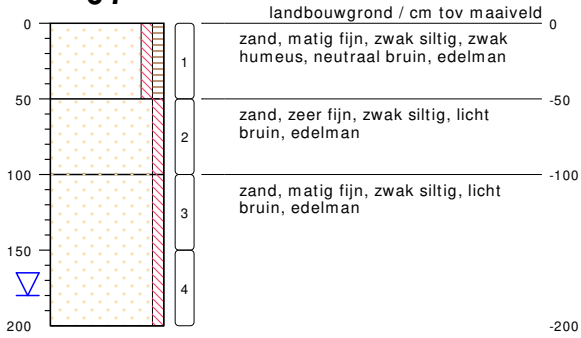 landbouwgrond / cm tov maaiveld
0
0
zand, matig fijn, zwak siltig, zwak
humeus, neutraal bruin, edelman
1
50
-50
zand, zeer fijn, zwak siltig, licht
bruin, edelman
2
100
-100
zand, matig fijn, zwak siltig, licht
bruin, edelman
3
150
4
200
-200